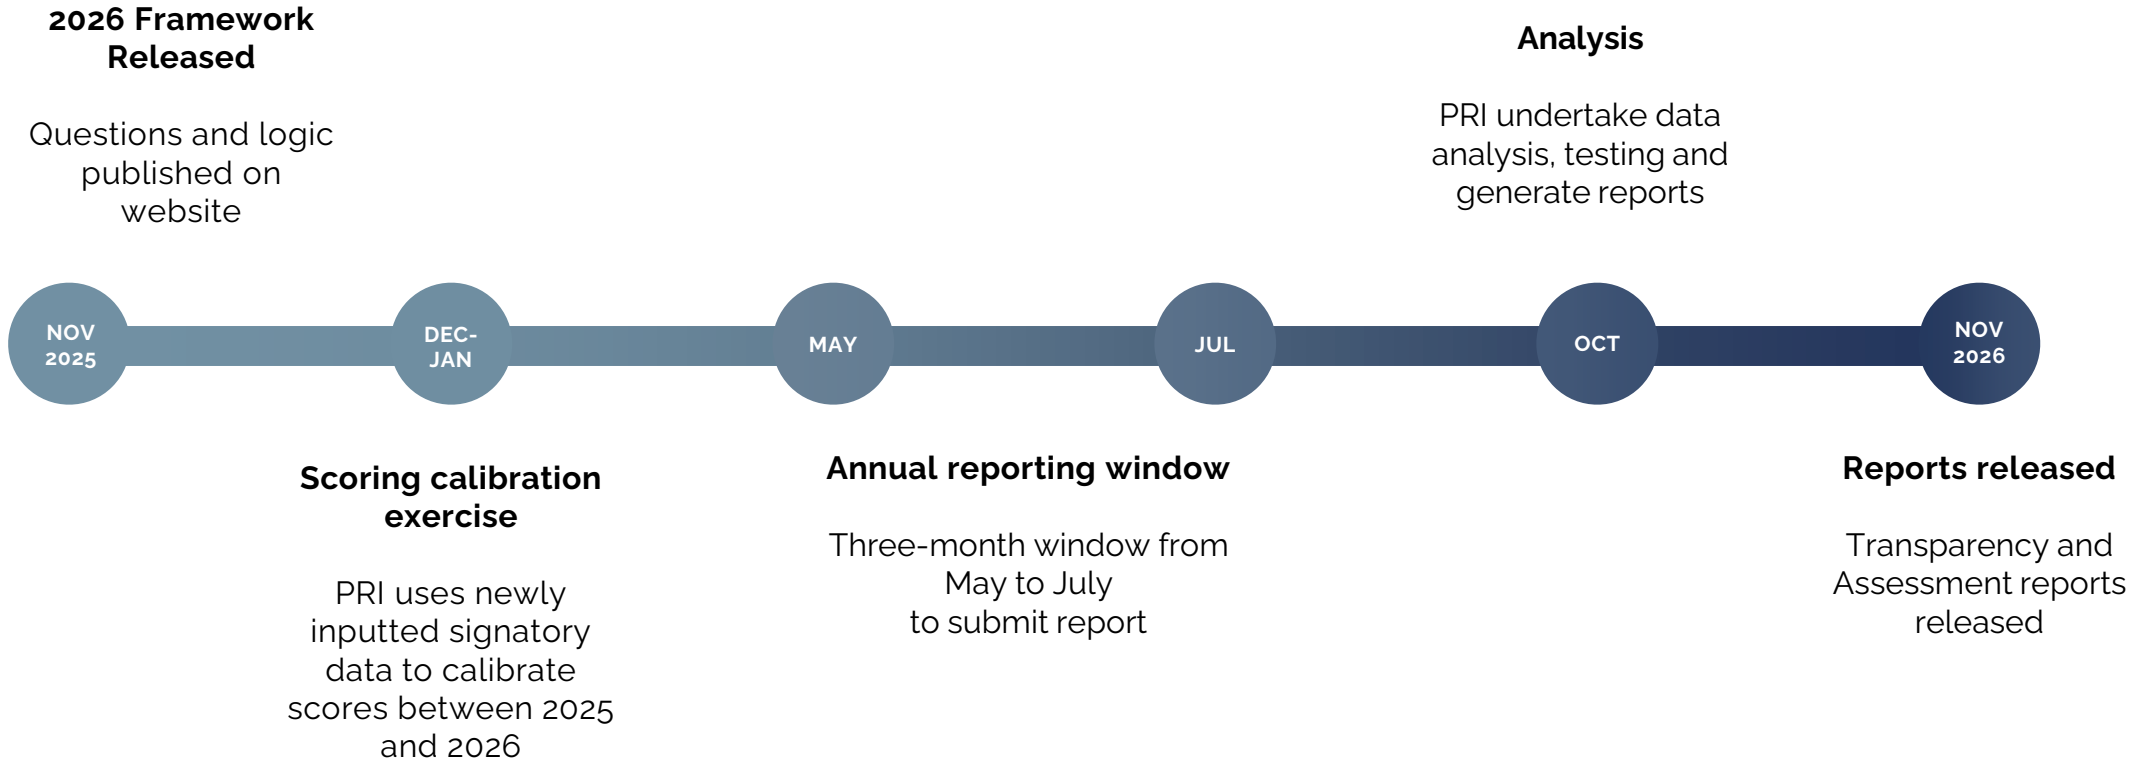 2026 Framework
Released
Questions and logic
published on
website
Analysis
PRI undertake data
analysis, testing and
generate reports
NOV
2025
DEC-
JAN
MAY
JUL
OCT
NOV
2026
Scoring calibration
exercise
PRI uses newly
inputted signatory
data to calibrate
scores between 2025
and 2026
Annual reporting window
Three-month window from
May to July
to submit report
Reports released
Transparency and
Assessment reports
released